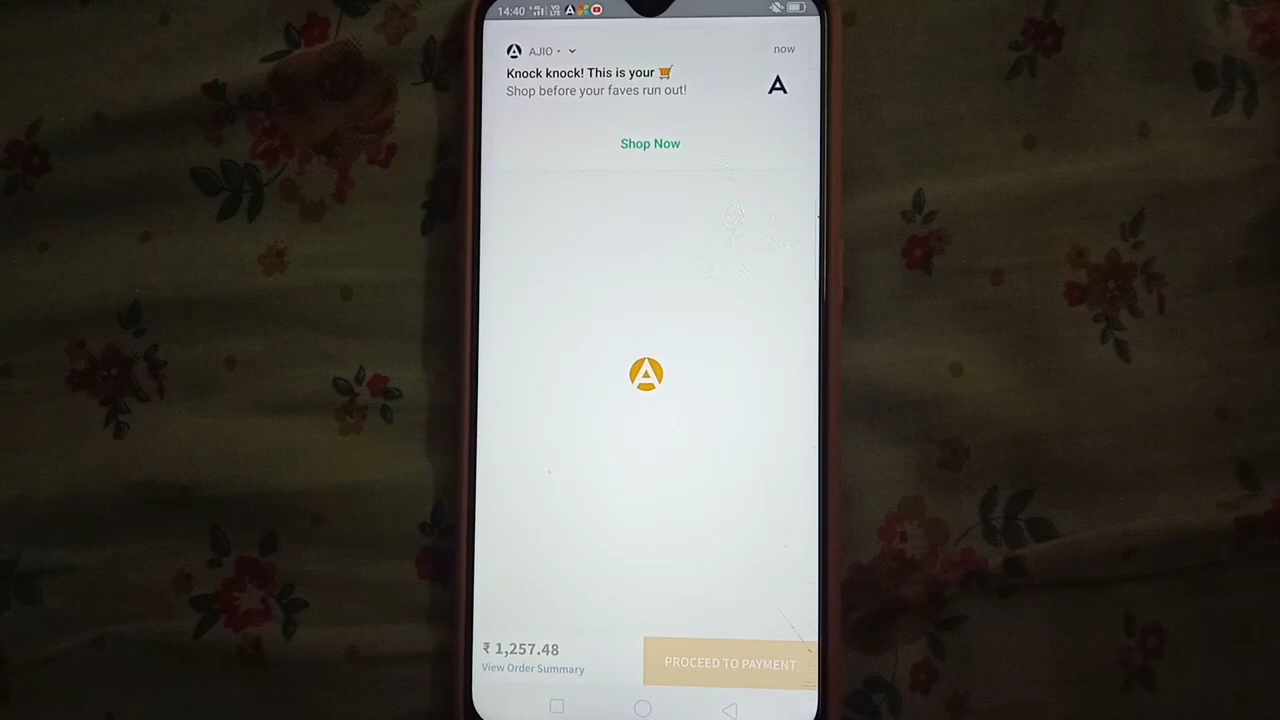 14:40
AJIO • now
Knock knock! This is your
Shop before your faves run out!
Shop Now
₹ 1,257.48
View Order Summary
PROCEED TO PAYMENT